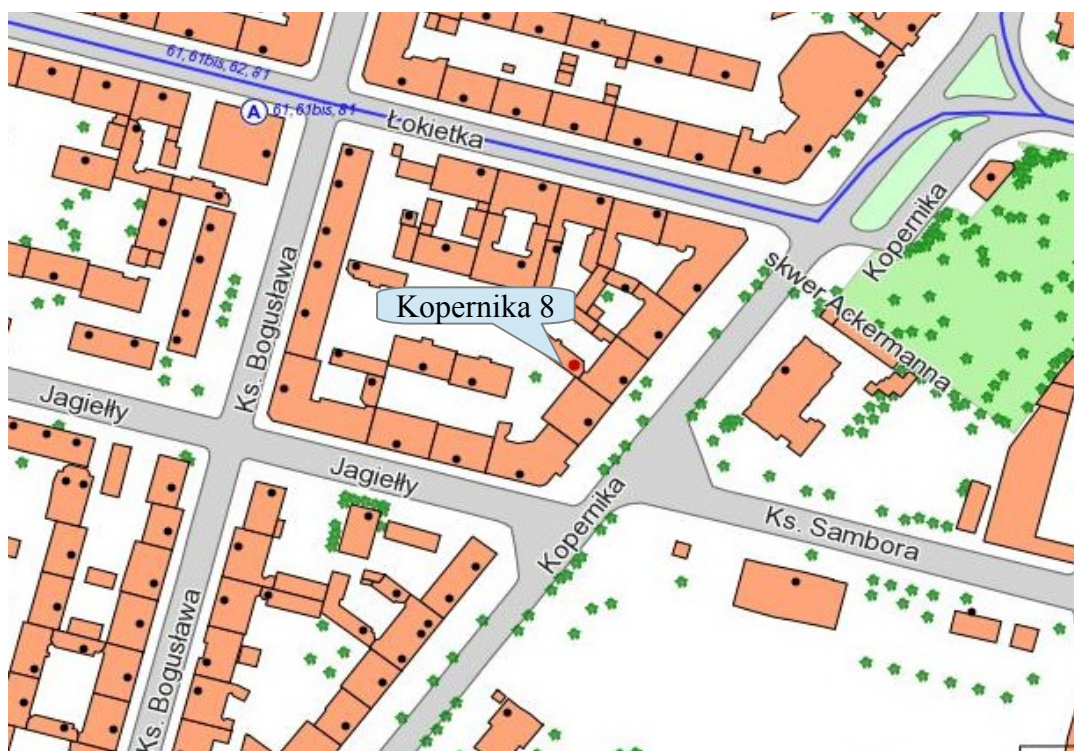 61, 61bis, 62, 81
A 61, 61bis, 81
Łokietka
Kopernika
skwer Ackermanna
Ks. Bogusława
Kopernika 8
Jagiełły
Jagiełły
Kopernika
Ks. Sambora
Ks. Bogusława